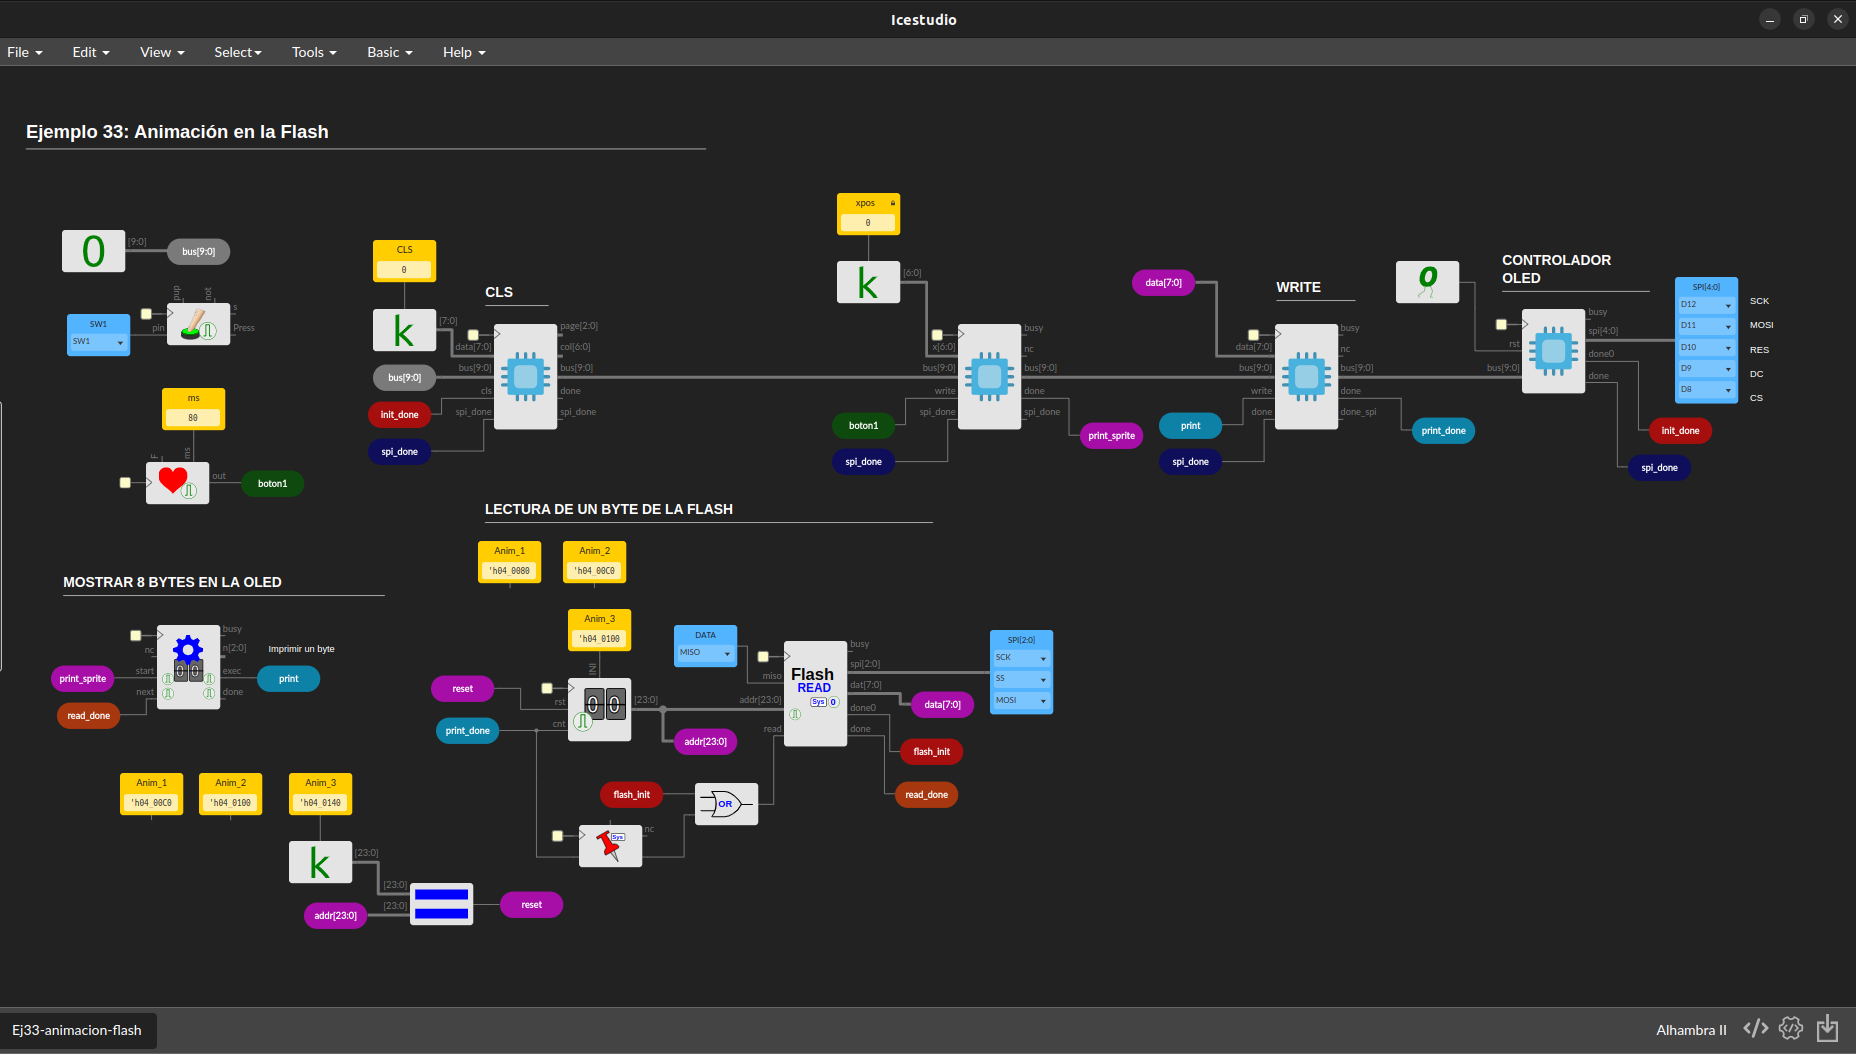 Icestudio
File Edit View Select Tools Basic Help
Ejemplo 33: Animación en la Flash
[9:0]
bus[9:0]
pup
not
s
pin
Press
SW1
SW1
ms
80
F
ms
out
boton1
CLS
0
k
[7:0]
CLS
page[2:0]
data[7:0]
col[6:0]
bus[9:0]
bus[9:0]
bus[9:0]
cls
done
init_done
spi_done
spi_done
spi_done
xpos
0
k
[6:0]
busy
x[6:0]
nc
bus[9:0]
bus[9:0]
write
done
boton1
spi_done
spi_done
spi_done
print_sprite
data[7:0]
WRITE
busy
data[7:0]
nc
bus[9:0]
bus[9:0]
write
done
print
done
done_spi
spi_done
print_done
0
CONTROLADOR
OLED
busy
spi[4:0]
rst
done0
bus[9:0]
done
init_done
spi_done
SPI[4:0]
D12
SCK
D11
MOSI
D10
RES
D9
DC
D8
CS
LECTURA DE UN BYTE DE LA FLASH
Anim_1
'h04_0080
Anim_2
'h04_00C0
Anim_3
'h04_0100
INI
reset
rst
[23:0]
cnt
print_done
00
addr[23:0]
DATA
MISO
busy
spi[2:0]
miso
Flash
READ
Sys 0
dat[7:0]
addr[23:0]
done0
read
done
data[7:0]
flash_init
read_done
SPI[2:0]
SCK
SS
MOSI
flash_init
OR
Sys
nc
MOSTRAR 8 BYTES EN LA OLED
busy
nc
n[2:0]
Imprimir un byte
start
exec
print_sprite
print
next
done
read_done
00
Anim_1
'h04_00C0
Anim_2
'h04_0100
Anim_3
'h04_0140
k
[23:0]
[23:0]
[23:0]
addr[23:0]
reset
Ej33-animacion-flash
Alhambra II